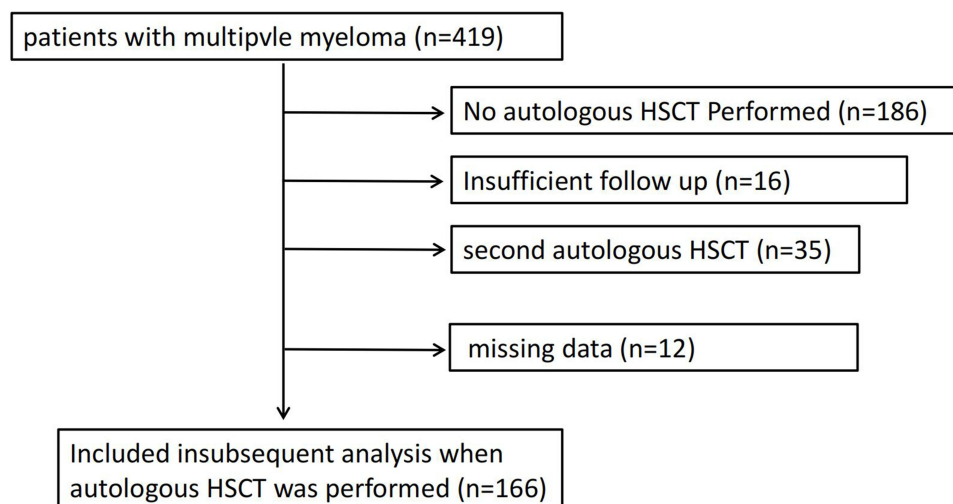 patients with multipvle myeloma (n=419)
No autologous HSCT Performed (n=186)
Insufficient follow up (n=16)
second autologous HSCT (n=35)
missing data (n=12)
Included insubsequent analysis when
autologous HSCT was performed (n=166)